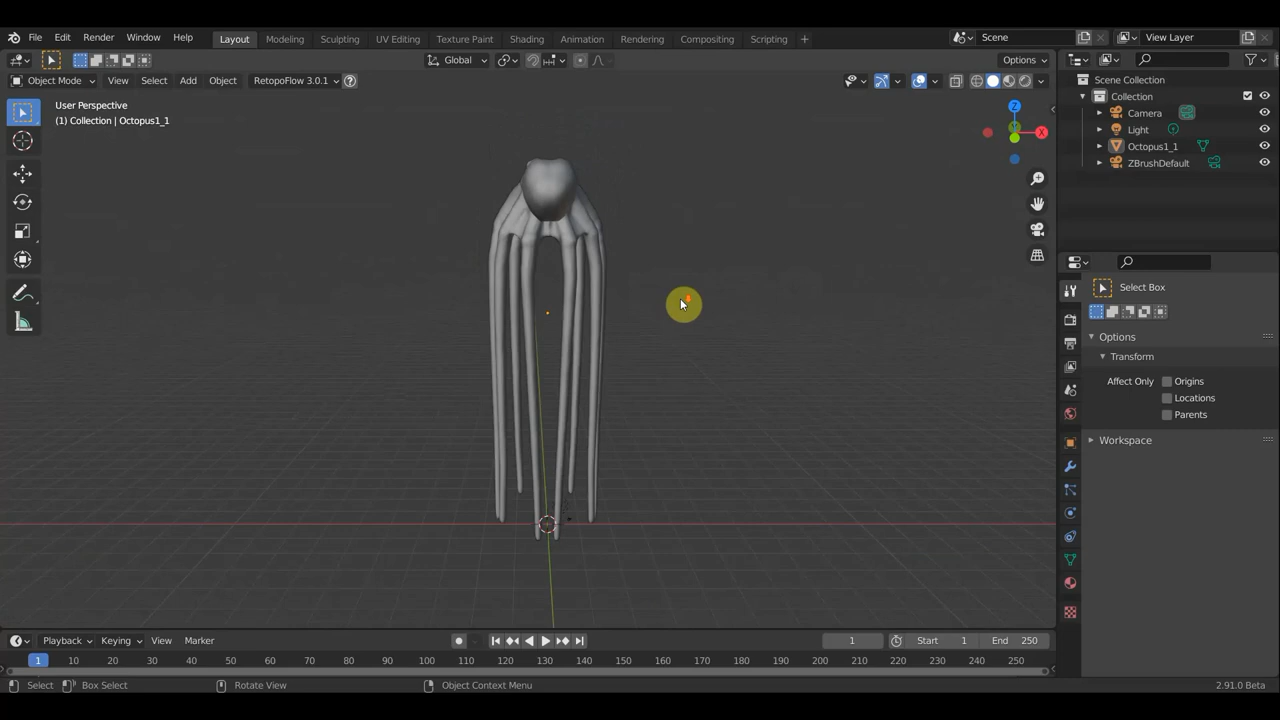 File Edit Render Window Help Layout Modeling Sculpting UV Editing Texture Paint Shading Animation Rendering Compositing Scripting + Scene View Layer
Global Options
Object Mode View Select Add Object RetopoFlow 3.0.1
User Perspective
(1) Collection | Octopus1_1
Z
X
Y
Scene Collection
Collection
Camera
Light
Octopus1_1
ZBrushDefault
Select Box
Options
Transform
Affect Only Origins
Locations
Parents
Workspace
Playback Keying View Marker 1 Start 1 End 250
1 10 20 30 40 50 60 70 80 90 100 110 120 130 140 150 160 170 180 190 200 210 220 230 240 250
Select Box Select Rotate View Object Context Menu 2.91.0 Beta